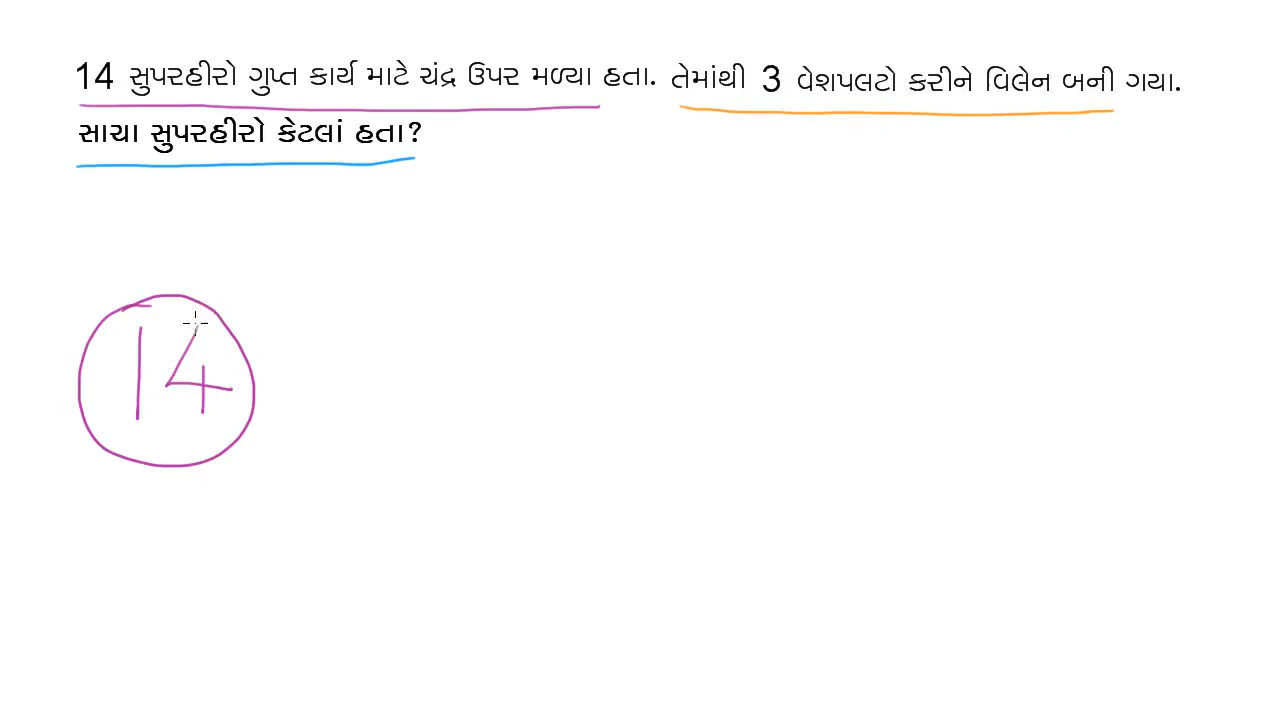 14 સુપરહીરો ગુપ્ત કાર્ય માટે ચંદ્ર ઉપર મળ્યા હતા. તેમાંથી 3 વેશપલટો કરીને વિલેન બની ગયા.
સાચા સુપરહીરો કેટલાં હતા?
14